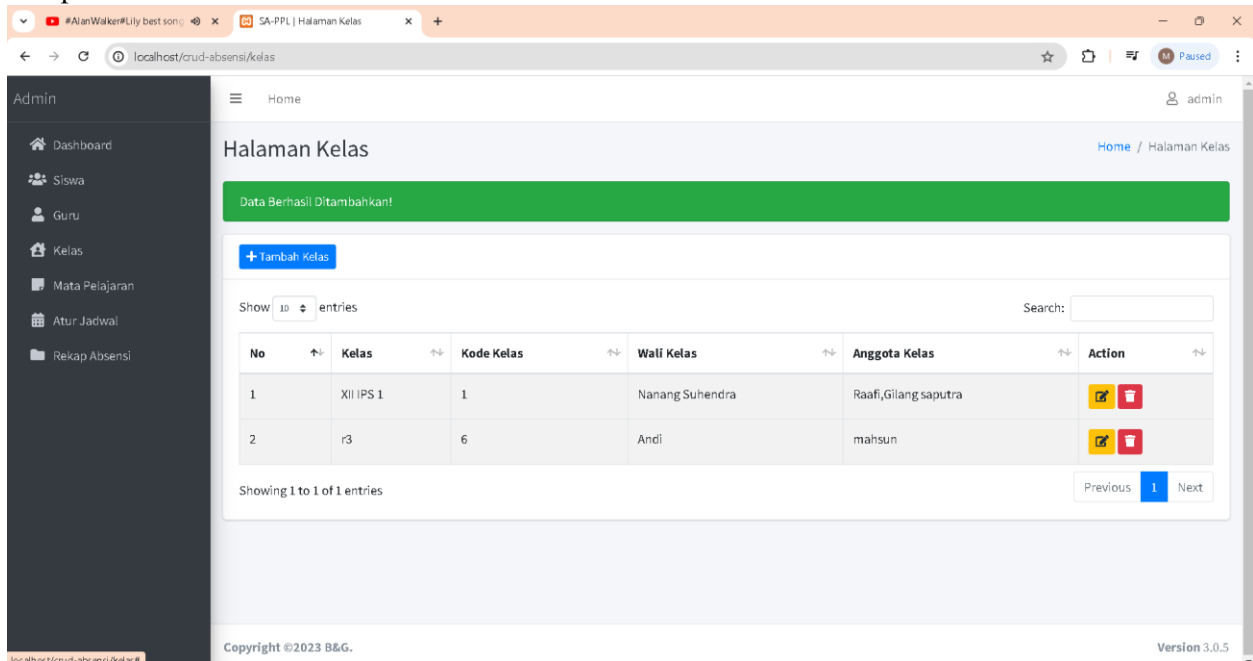 #AlanWalker#Lily best song
SA-PPL | Halaman Kelas
localhost/crud-absensi/kelas
M Paused
Admin
Home
admin
Dashboard
Siswa
Guru
Kelas
Mata Pelajaran
Atur Jadwal
Rekap Absensi
Halaman Kelas
Home / Halaman Kelas
Data Berhasil Ditambahkan!
+ Tambah Kelas
Show 10 entries
Search:
No Kelas Kode Kelas Wali Kelas Anggota Kelas Action
1 XII IPS 1 1 Nanang Suhendra Raafi,Gilang saputra
2 r3 6 Andi mahsun
Showing 1 to 1 of 1 entries
Previous 1 Next
Copyright ©2023 B&G.
Version 3.0.5
localhost/crud-absensi/kelas#